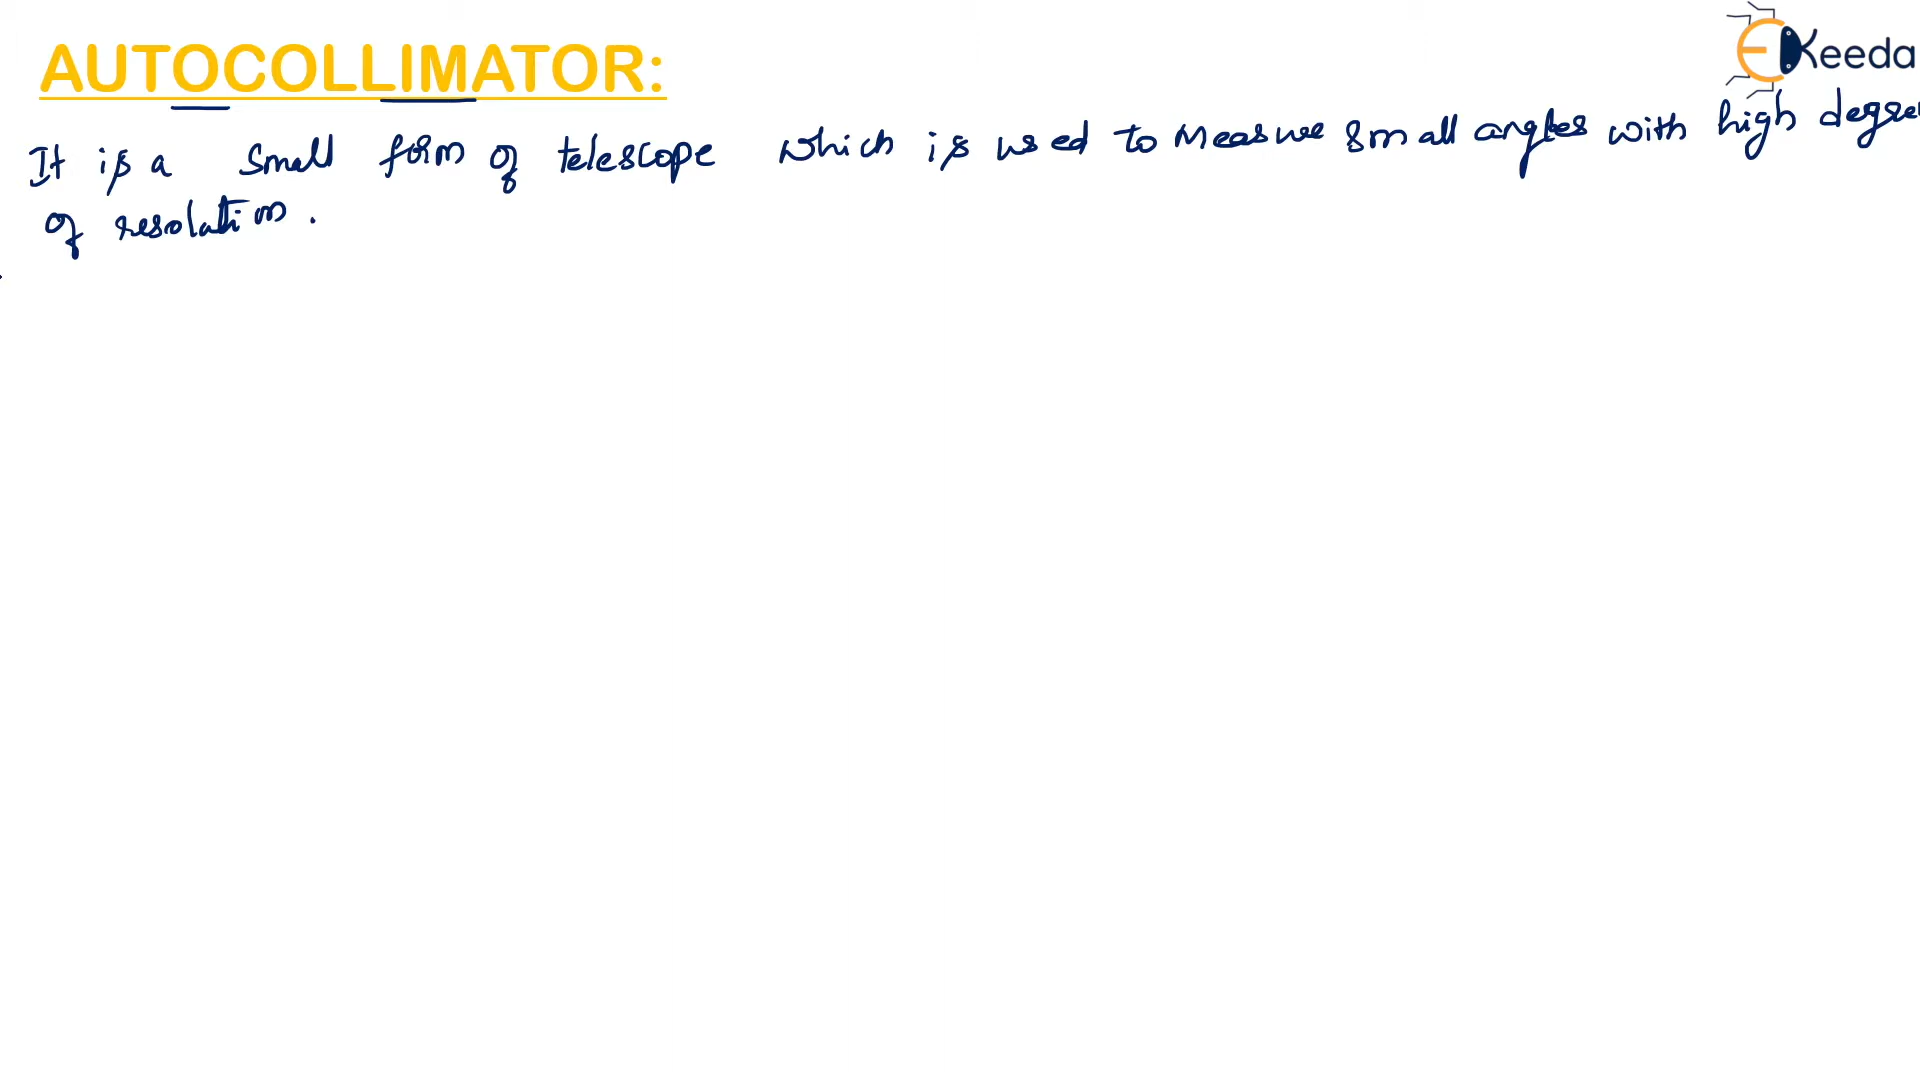 AUTOCOLLIMATOR:
EKeeda
It is a small form of telescope which is used to Measure small angles with high degree
of resolution.